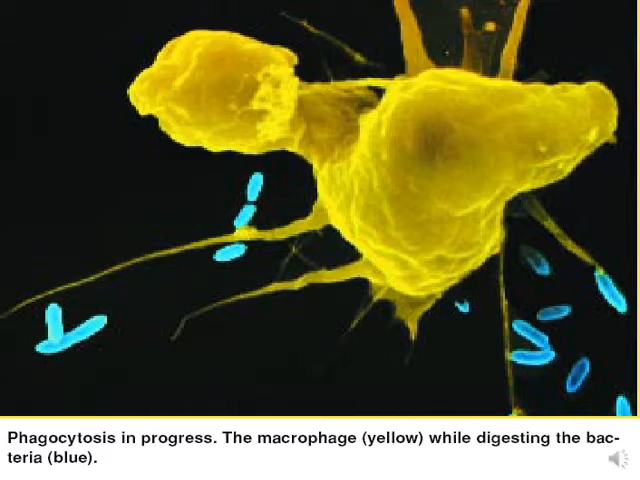 Phagocytosis in progress. The macrophage (yellow) while digesting the bac-
teria (blue).